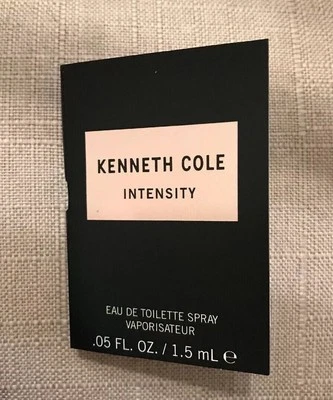 KENNETH COLE
INTENSITY
EAU DE TOILETTE SPRAY
VAPORISATEUR
.05 FL. OZ. / 1.5 mL ℮